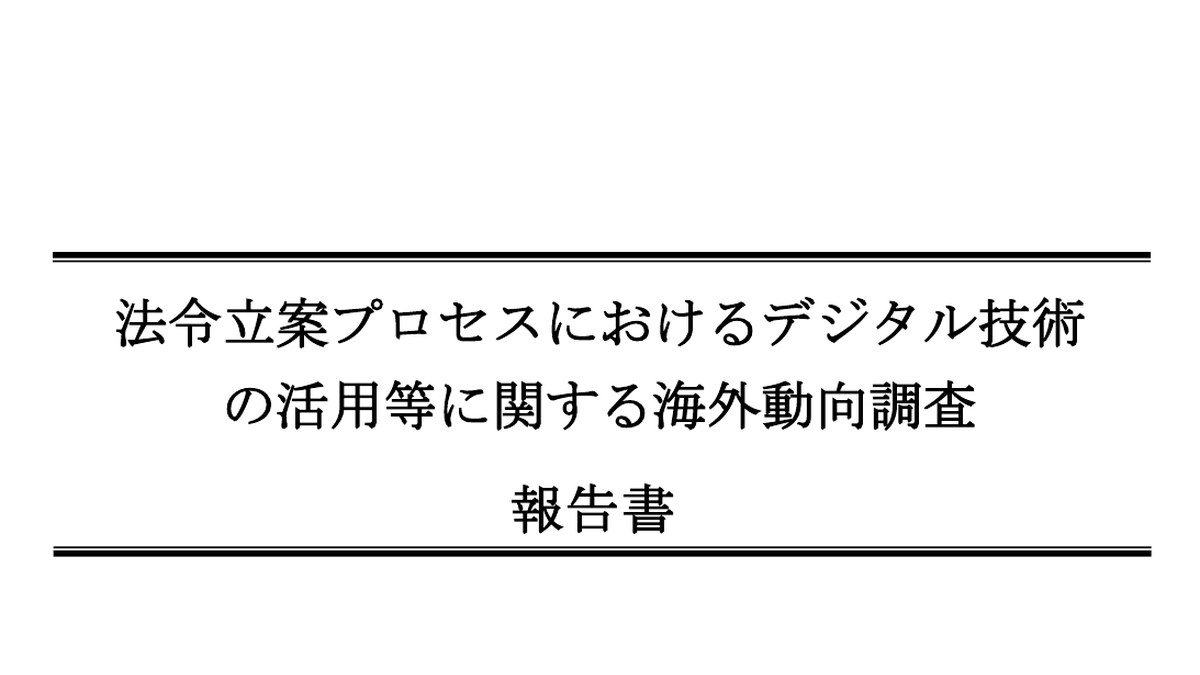 法令立案プロセスにおけるデジタル技術
の活用等に関する海外動向調査
報告書